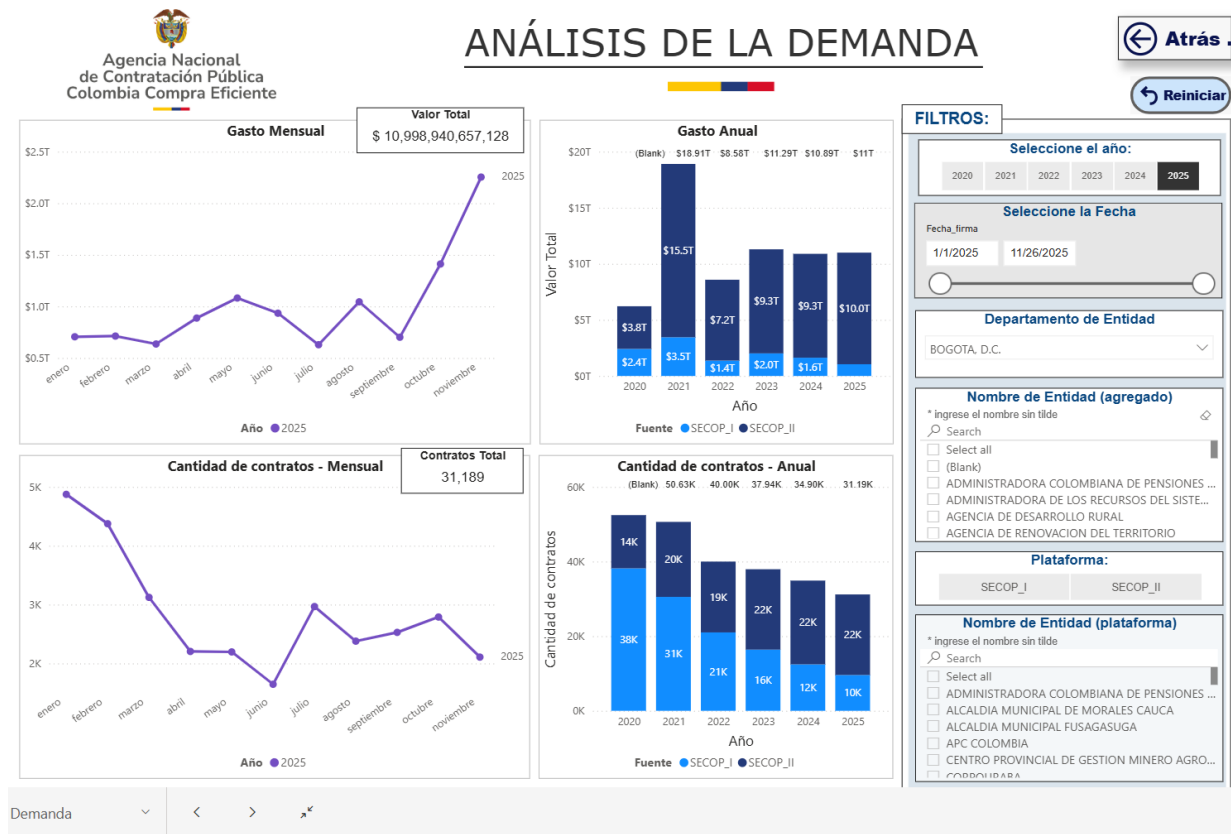 Agencia Nacional
de Contratación Pública
Colombia Compra Eficiente
ANÁLISIS DE LA DEMANDA
Atrás .
Reiniciar
Gasto Mensual
Valor Total
$ 10,998,940,657,128
$2.5T
$2.0T
$1.5T
$1.0T
$0.5T
2025
enero
febrero
marzo
abril
mayo
junio
julio
agosto
septiembre
octubre
noviembre
Año 2025
Gasto Anual
(Blank) $18.91T $8.58T $11.29T $10.89T $11T
$20T
$15T
$10T
$5T
$0T
Valor Total
$3.8T
$2.4T
$15.5T
$3.5T
$7.2T
$1.4T
$9.3T
$2.0T
$9.3T
$1.6T
$10.0T
2020 2021 2022 2023 2024 2025
Año
Fuente SECOP_I SECOP_II
Cantidad de contratos - Mensual
Contratos Total
31,189
5K
4K
3K
2K
2025
enero
febrero
marzo
abril
mayo
junio
julio
agosto
septiembre
octubre
noviembre
Año 2025
Cantidad de contratos - Anual
(Blank) 50.63K 40.00K 37.94K 34.90K 31.19K
60K
40K
20K
0K
Cantidad de contratos
14K
38K
20K
31K
19K
21K
22K
16K
22K
12K
22K
10K
2020 2021 2022 2023 2024 2025
Año
Fuente SECOP_I SECOP_II
FILTROS:
Seleccione el año:
2020 2021 2022 2023 2024 2025
Seleccione la Fecha
Fecha_firma
1/1/2025 11/26/2025
Departamento de Entidad
BOGOTA, D.C.
Nombre de Entidad (agregado)
* ingrese el nombre sin tilde
Search
Select all
(Blank)
ADMINISTRADORA COLOMBIANA DE PENSIONES ...
ADMINISTRADORA DE LOS RECURSOS DEL SISTE...
AGENCIA DE DESARROLLO RURAL
AGENCIA DE RENOVACION DEL TERRITORIO
Plataforma:
SECOP_I SECOP_II
Nombre de Entidad (plataforma)
* ingrese el nombre sin tilde
Search
Select all
ADMINISTRADORA COLOMBIANA DE PENSIONES ...
ALCALDIA MUNICIPAL DE MORALES CAUCA
ALCALDIA MUNICIPAL FUSAGASUGA
APC COLOMBIA
CENTRO PROVINCIAL DE GESTION MINERO AGRO...
CORPOURABA
Demanda